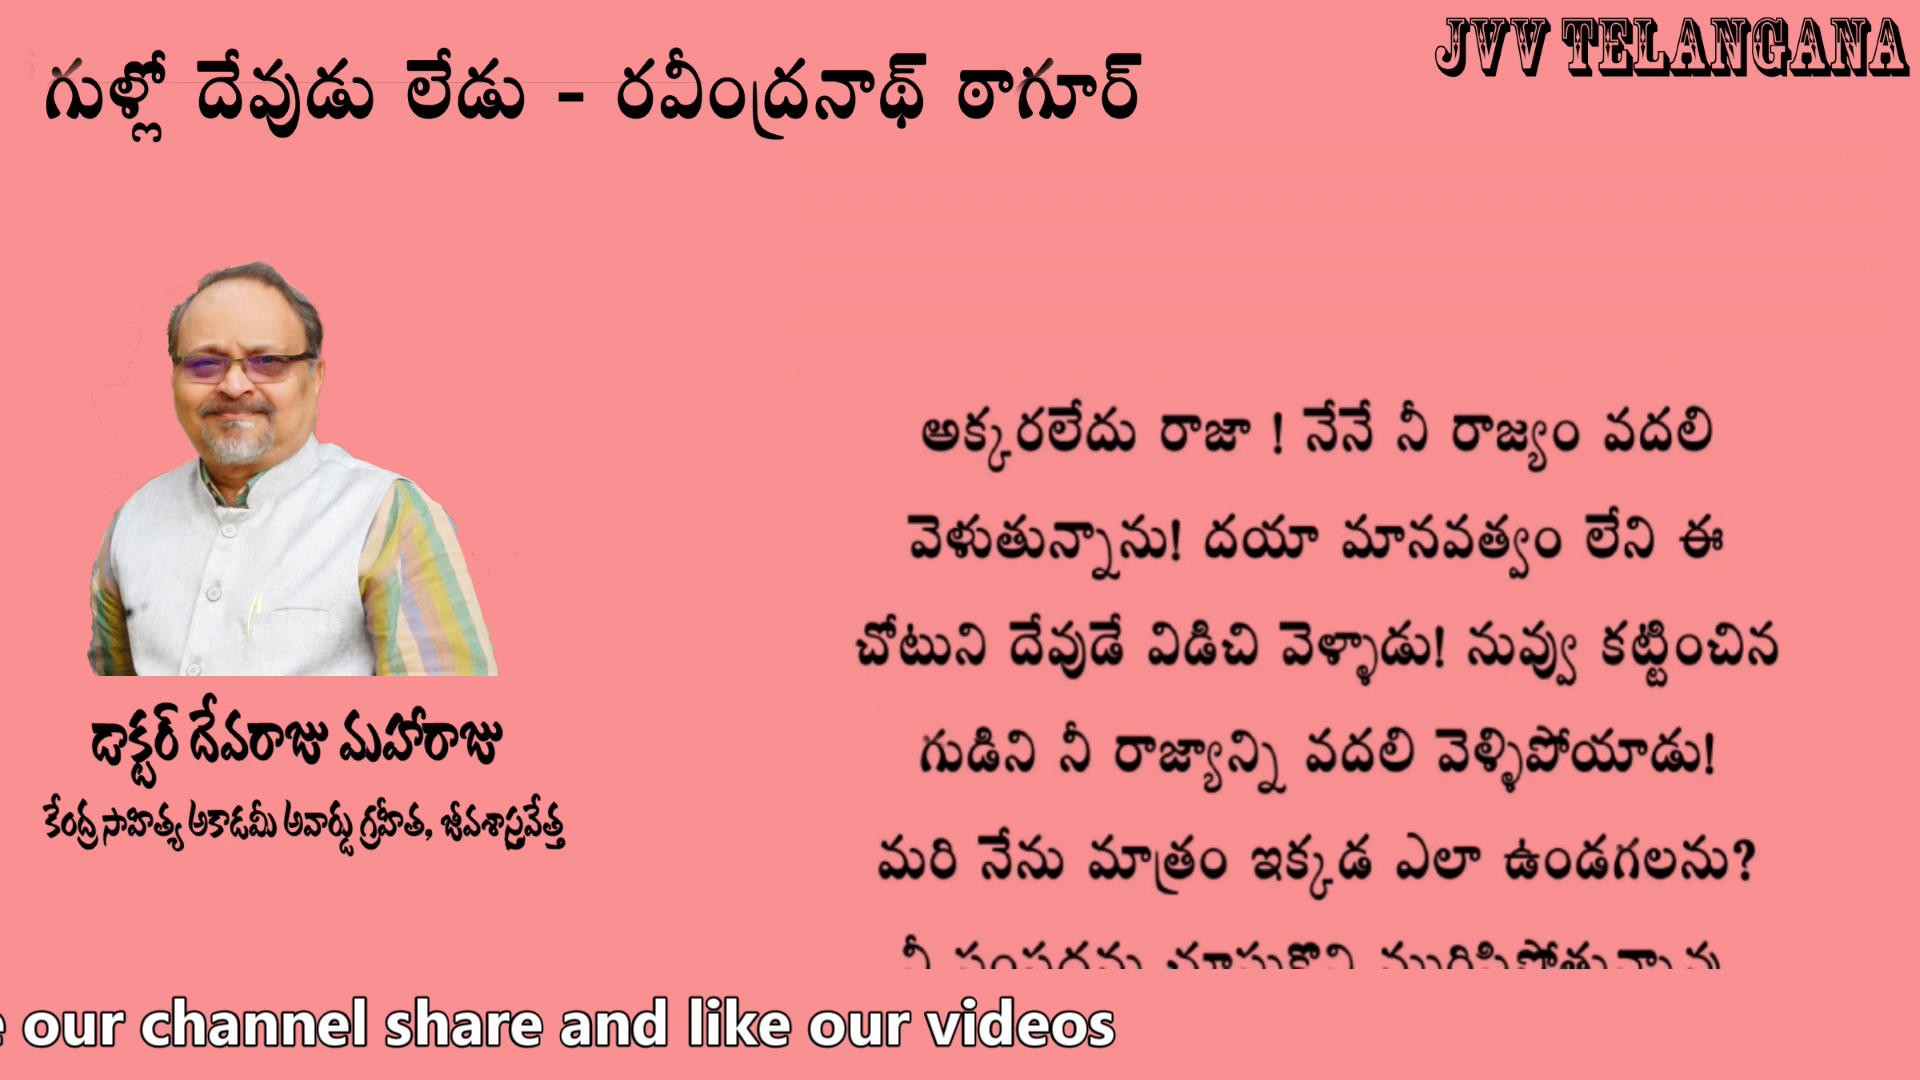 JVV TELANGANA
గుళ్లో దేవుడు లేడు - రవీంద్రనాథ్ ఠాగూర్
అక్కరలేదు రాజా ! నేనే నీ రాజ్యం వదలి
వెళుతున్నాను! దయా మానవత్వం లేని ఈ
చోటుని దేవుడే విడిచి వెళ్ళాడు! నువ్వు కట్టించిన
గుడిని నీ రాజ్యాన్ని వదలి వెళ్ళిపోయాడు!
మరి నేను మాత్రం ఇక్కడ ఎలా ఉండగలను?
డాక్టర్ దేవరాజు మహారాజు
కేంద్ర సాహిత్య అకాడమీ అవార్డు గ్రహీత, జీవశాస్త్రవేత్త
our channel share and like our videos